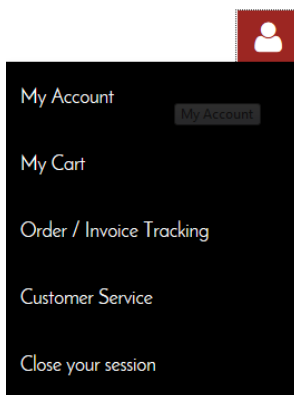 My Account
My Account
My Cart
Order / Invoice Tracking
Customer Service
Close your session